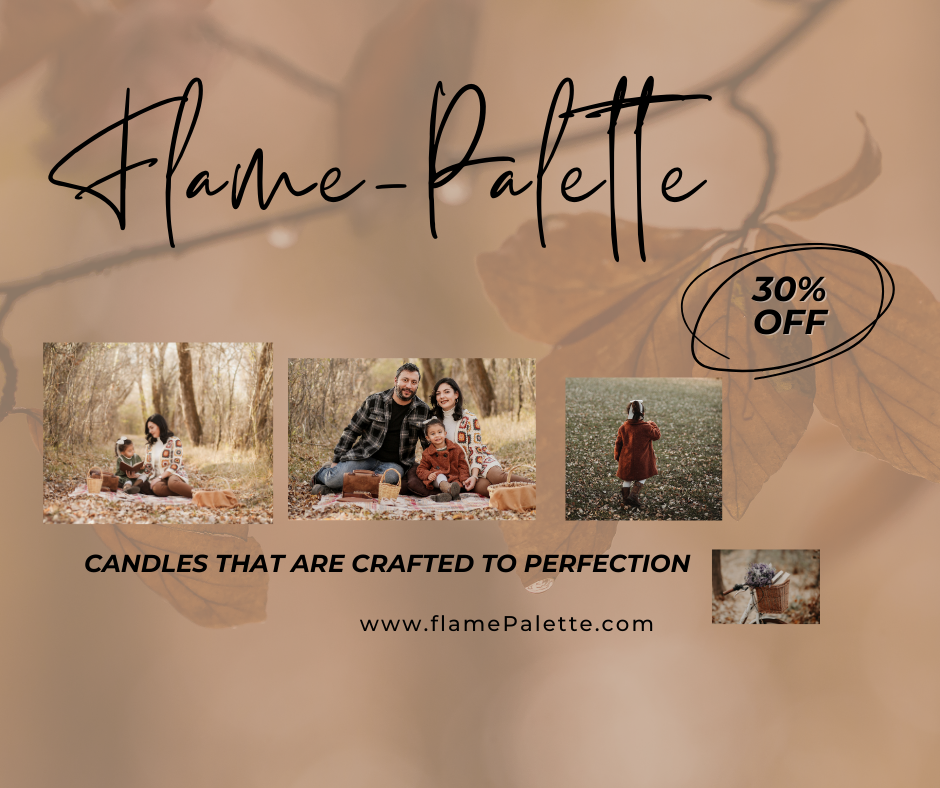 Flame-Palette
30%
OFF
CANDLES THAT ARE CRAFTED TO PERFECTION
www.flamePalette.com